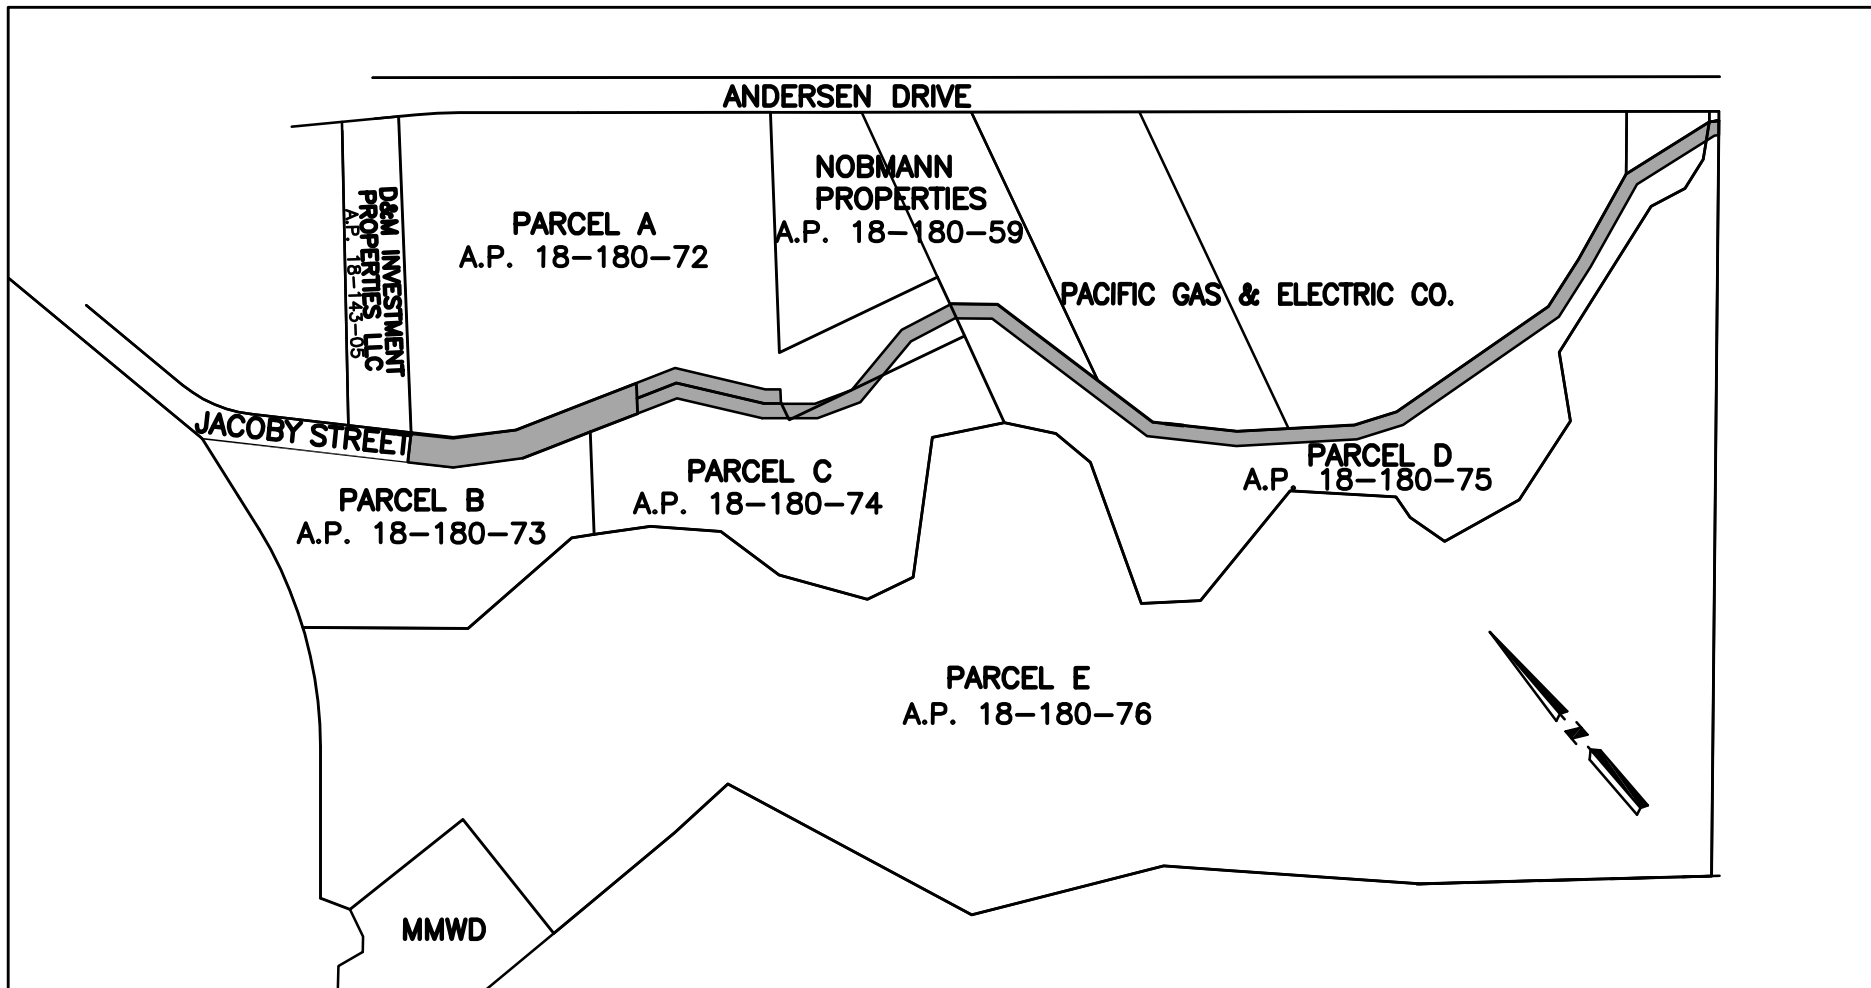 ANDERSEN DRIVE
NOBMANN
PROPERTIES
A.P. 18-180-59
D&M INVESTMENT
PROPERTIES LLC
A.P. 18-143-05
PARCEL A
A.P. 18-180-72
PACIFIC GAS & ELECTRIC CO.
JACOBY STREET
PARCEL B
A.P. 18-180-73
PARCEL C
A.P. 18-180-74
PARCEL D
A.P. 18-180-75
PARCEL E
A.P. 18-180-76
N
MMWD